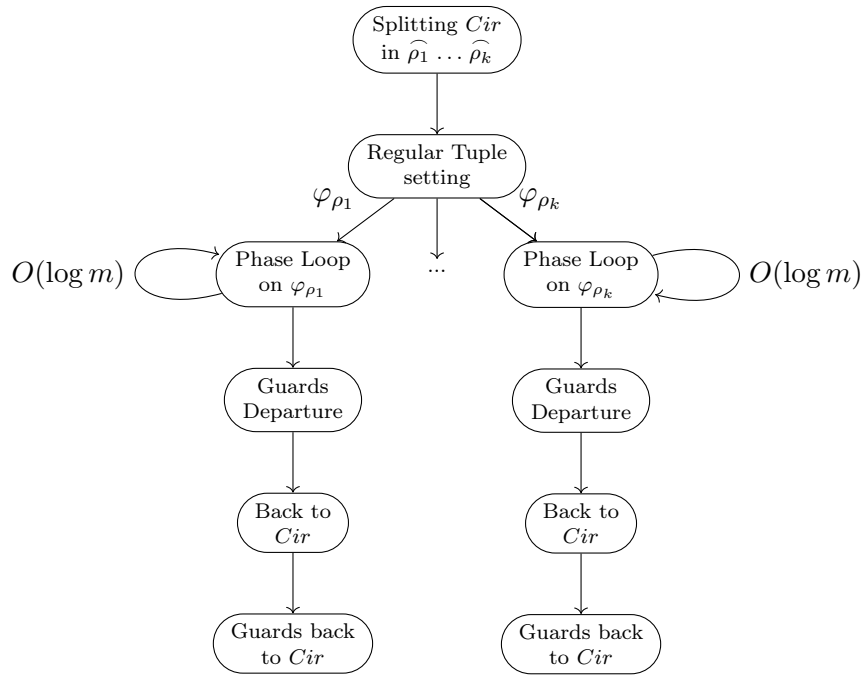 Splitting Cir
in ρ̑₁ … ρ̑ₖ
Regular Tuple
setting
φρ₁
φρₖ
O(log m)
Phase Loop
on φρ₁
...
Phase Loop
on φρₖ
O(log m)
Guards
Departure
Guards
Departure
Back to
Cir
Back to
Cir
Guards back
to Cir
Guards back
to Cir